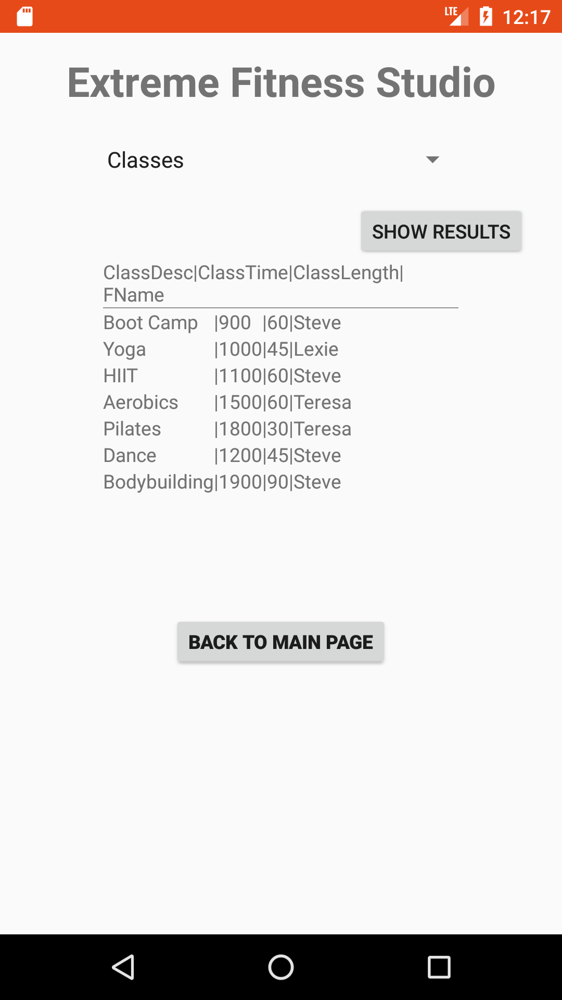 LTE 12:17
Extreme Fitness Studio
Classes
SHOW RESULTS
ClassDesc|ClassTime|ClassLength|
FName
Boot Camp |900 |60|Steve
Yoga |1000|45|Lexie
HIIT |1100|60|Steve
Aerobics |1500|60|Teresa
Pilates |1800|30|Teresa
Dance |1200|45|Steve
Bodybuilding|1900|90|Steve
BACK TO MAIN PAGE